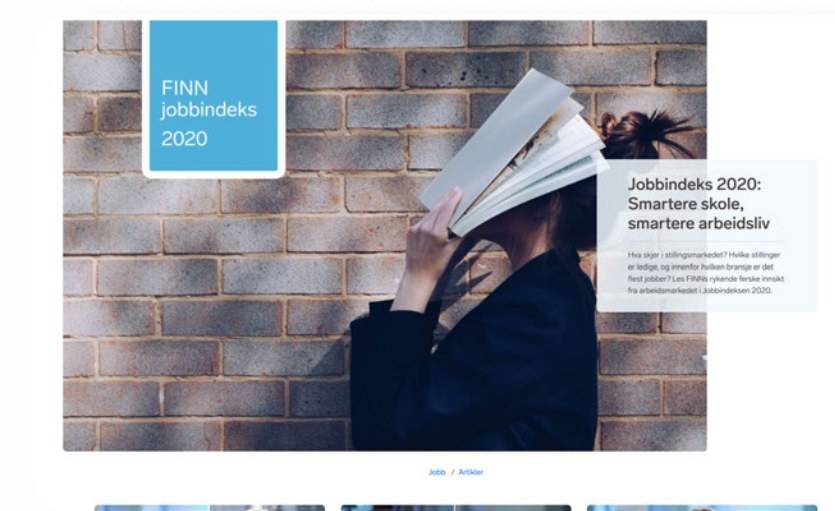 FINN
jobbindeks
2020
Jobbindeks 2020:
Smartere skole,
smartere arbeidsliv
Hva skjer i stillingsmarkedet? Hvilke stillinger
er ledige, og innenfor hvilken bransje er det
flest jobber? Les FINNs rykende ferske innsikt
fra arbeidsmarkedet i Jobbindeksen 2020.
Jobb / Artikler